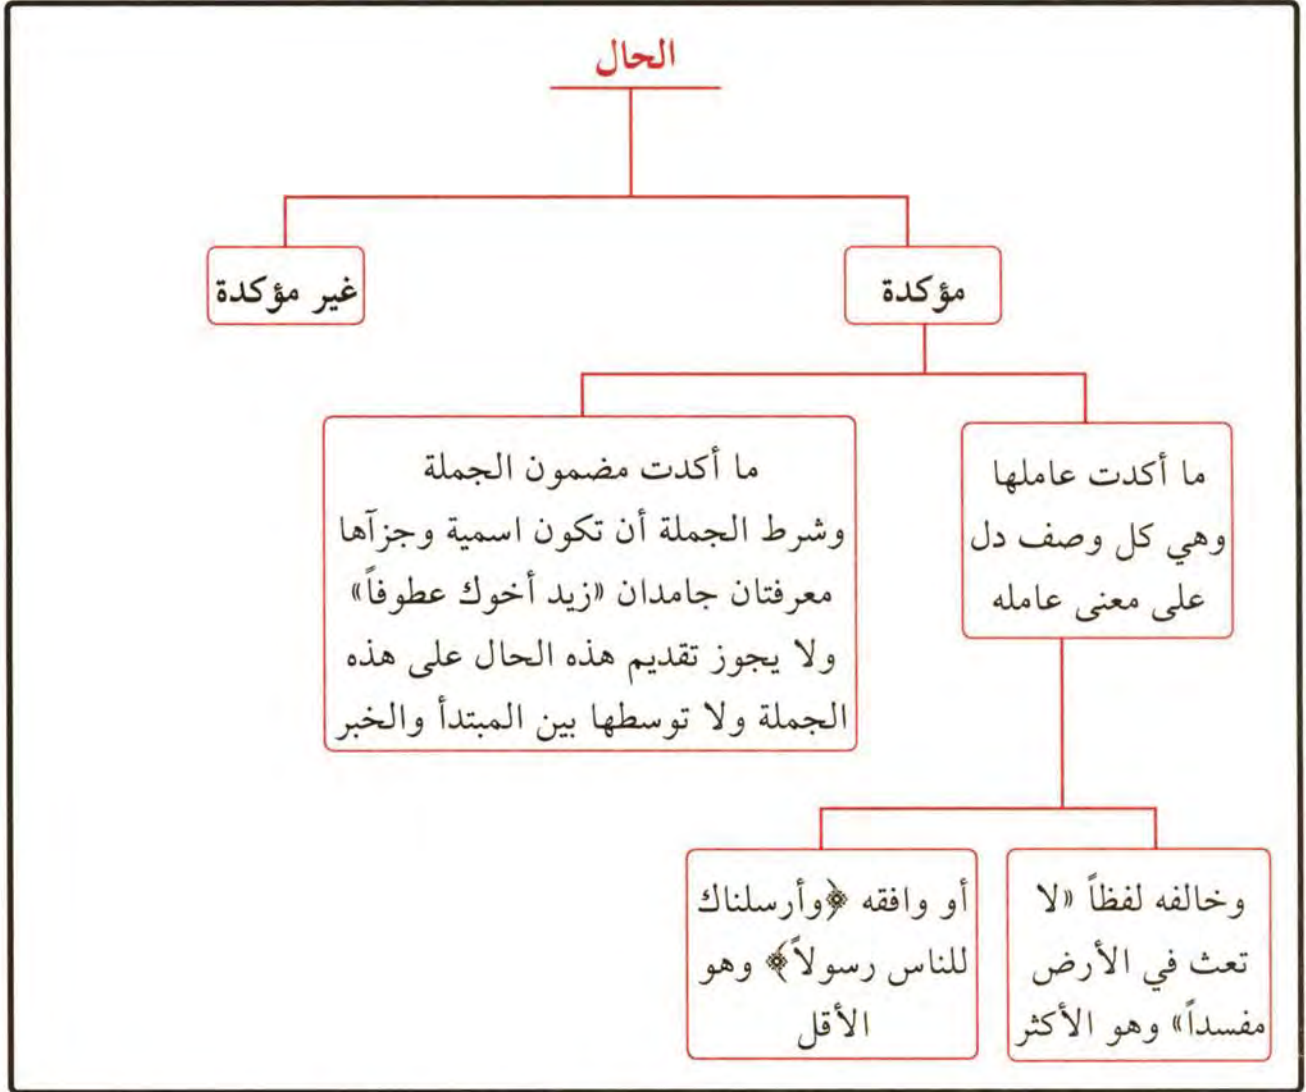 الحال
مؤكدة
غير مؤكدة
ما أكدت عاملها
وهي كل وصف دل
على معنى عامله
ما أكدت مضمون الجملة
وشرط الجملة أن تكون اسمية وجزآها
معرفتان جامدان «زيد أخوك عطوفاً»
ولا يجوز تقديم هذه الحال على هذه
الجملة ولا توسطها بين المبتدأ والخبر
وخالفه لفظاً «لا
تعث في الأرض
مفسداً» وهو الأكثر
أو وافقه ﴿وأرسلناك
للناس رسولاً﴾ وهو
الأقل